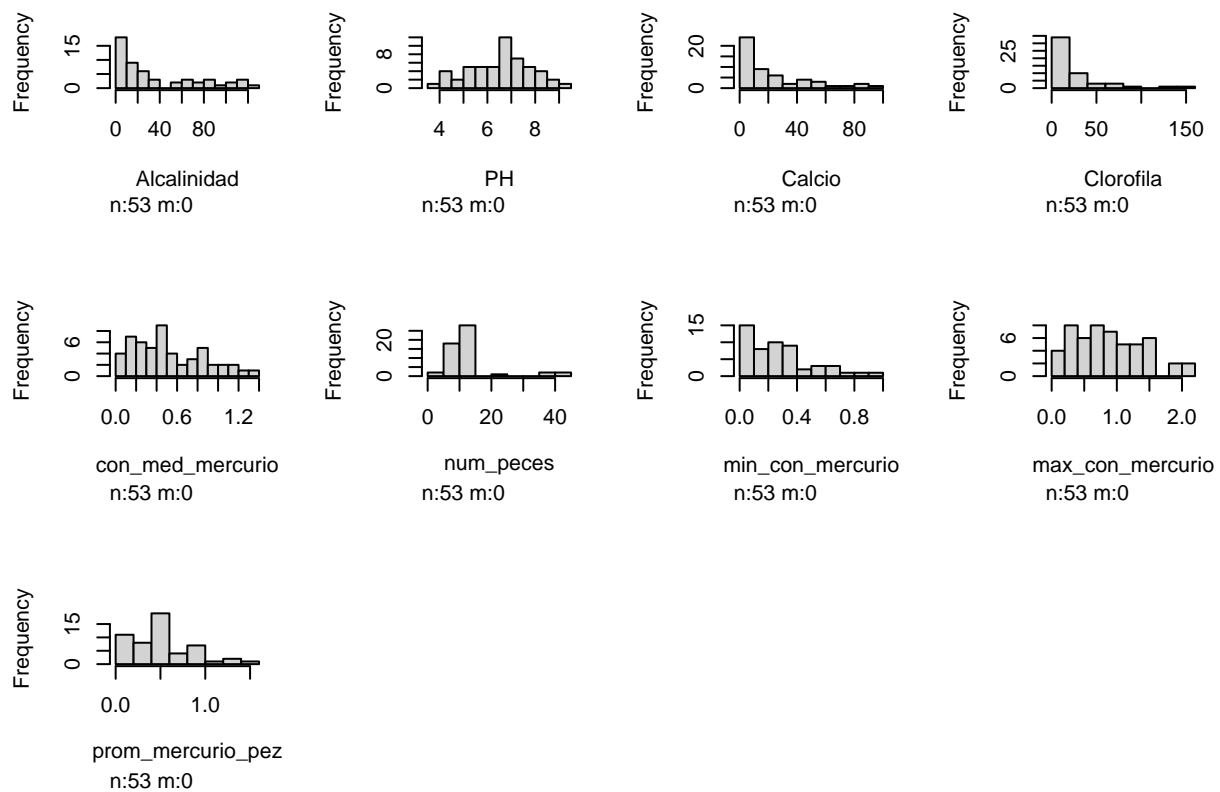 Frequency
0 15
0 40 80
Alcalinidad
n:53 m:0
Frequency
0 8
4 6 8
PH
n:53 m:0
Frequency
0 20
0 40 80
Calcio
n:53 m:0
Frequency
0 25
0 50 150
Clorofila
n:53 m:0
Frequency
0 6
0.0 0.6 1.2
con_med_mercurio
n:53 m:0
Frequency
0 20
0 20 40
num_peces
n:53 m:0
Frequency
0 15
0.0 0.4 0.8
min_con_mercurio
n:53 m:0
Frequency
0 6
0.0 1.0 2.0
max_con_mercurio
n:53 m:0
Frequency
0 15
0.0 1.0
prom_mercurio_pez
n:53 m:0